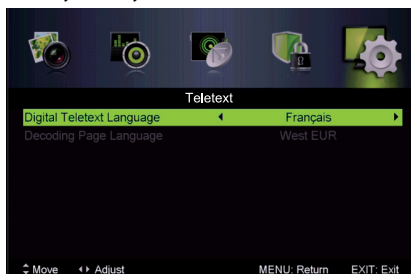 Teletext
Digital Teletext Language Français
Decoding Page Language West EUR
Move Adjust MENU: Return EXIT: Exit